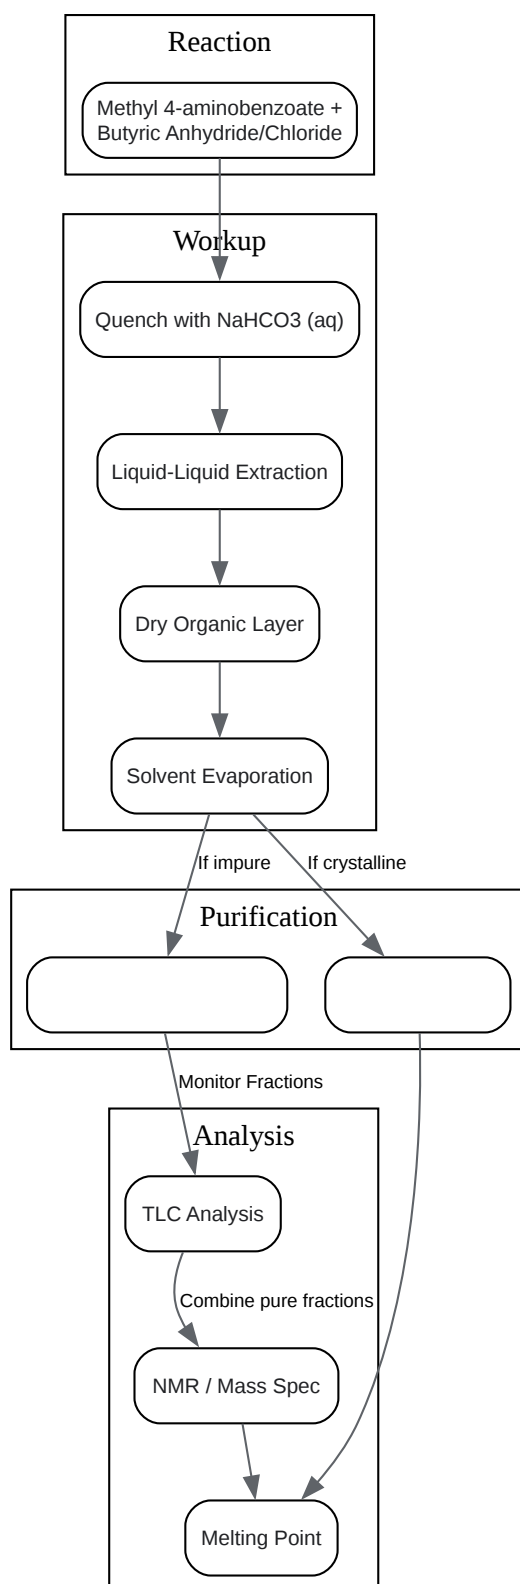 Reaction
Methyl 4-aminobenzoate +
Butyric Anhydride/Chloride
Workup
Quench with NaHCO3 (aq)
Liquid-Liquid Extraction
Dry Organic Layer
Solvent Evaporation
If impure
If crystalline
Purification
Monitor Fractions
Analysis
TLC Analysis
Combine pure fractions
NMR / Mass Spec
Melting Point